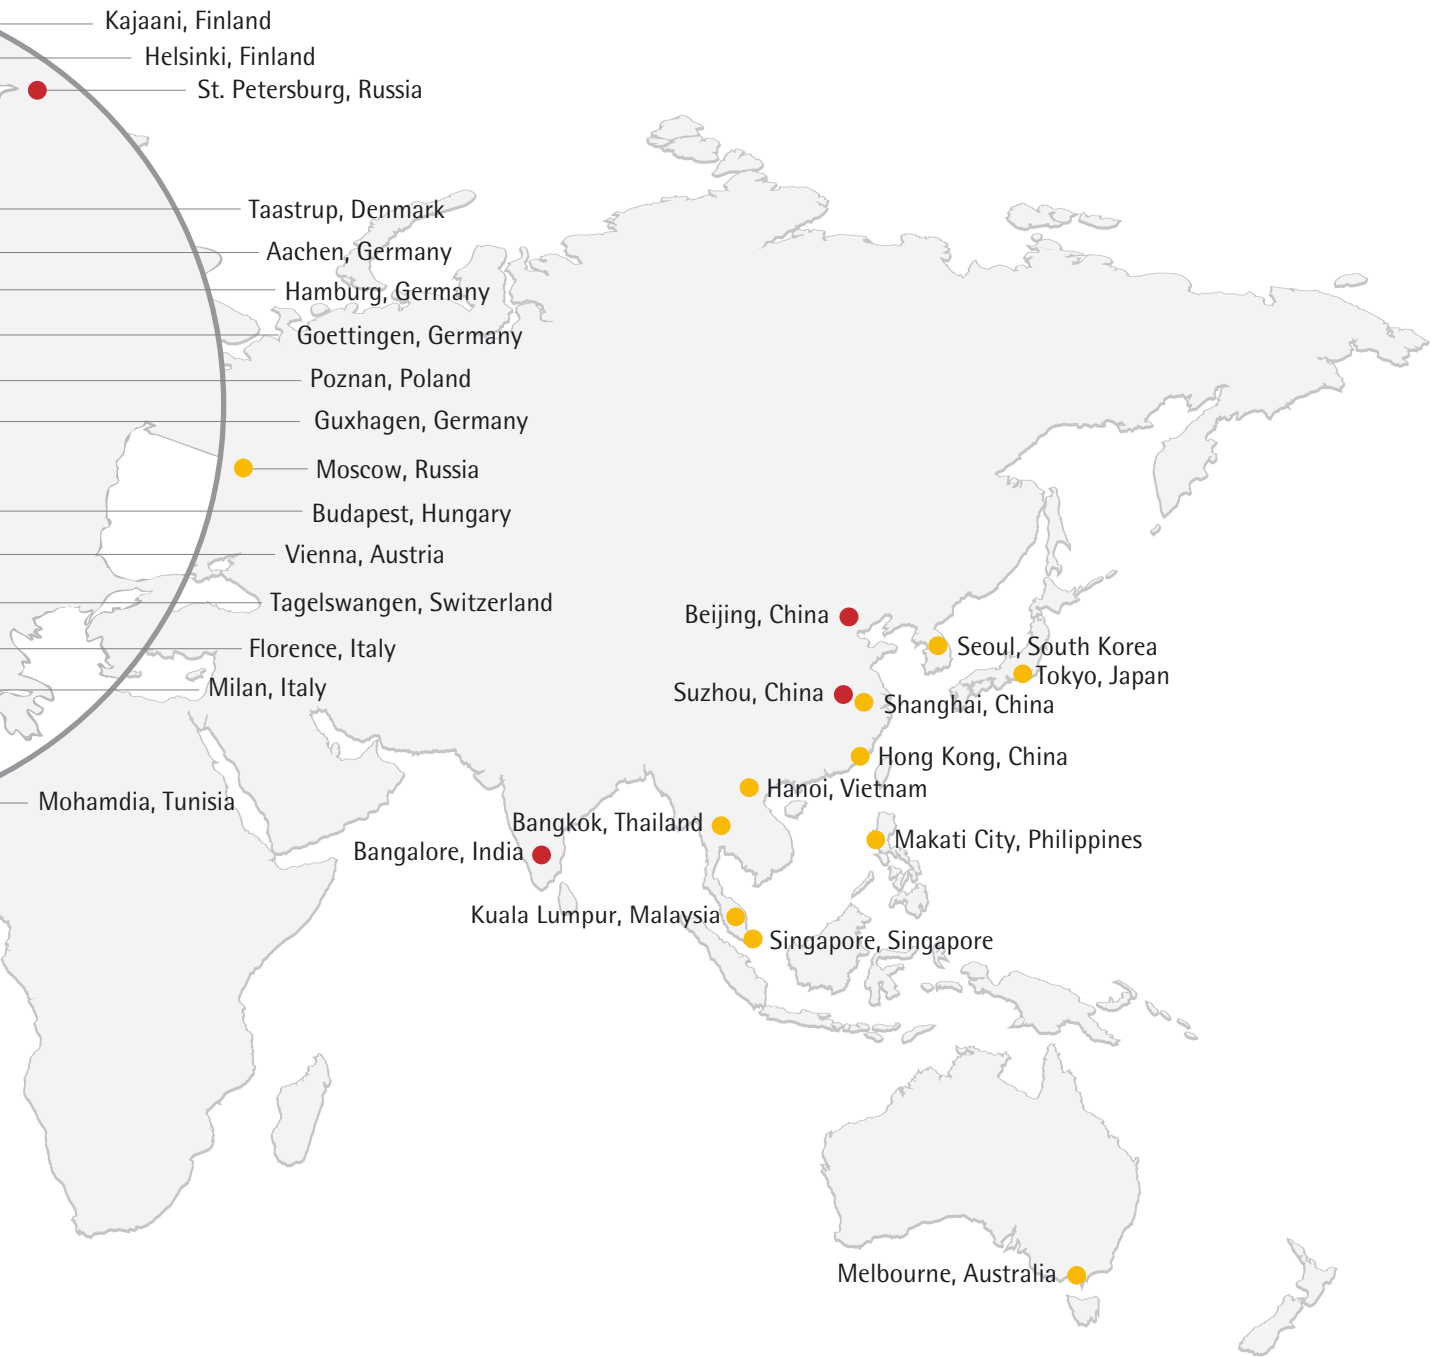 Kajaani, Finland
Helsinki, Finland
St. Petersburg, Russia
Taastrup, Denmark
Aachen, Germany
Hamburg, Germany
Goettingen, Germany
Poznan, Poland
Guxhagen, Germany
Moscow, Russia
Budapest, Hungary
Vienna, Austria
Tagelswangen, Switzerland
Beijing, China
Seoul, South Korea
Florence, Italy
Tokyo, Japan
Milan, Italy
Suzhou, China
Shanghai, China
Hong Kong, China
Hanoi, Vietnam
Mohamdia, Tunisia
Bangkok, Thailand
Makati City, Philippines
Bangalore, India
Kuala Lumpur, Malaysia
Singapore, Singapore
Melbourne, Australia